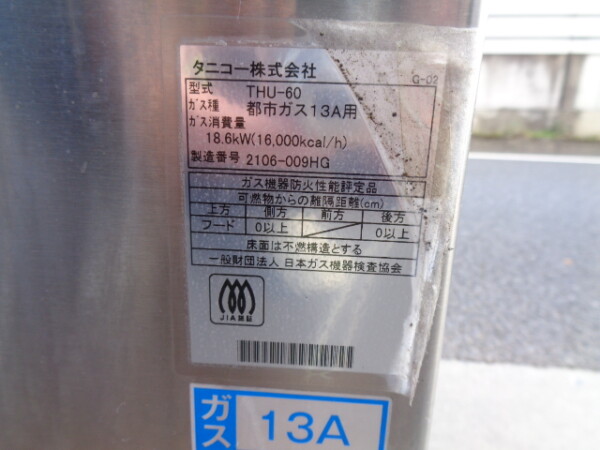 タニコー株式会社
G-02
型式 THU-60
ガス種 都市ガス13A用
ガス消費量
18.6kW(16,000kcal/h)
製造番号 2106-009HG
ガス機器防火性能評定品
可燃物からの離隔距離(cm)
上方 側方 前方 後方
フード 0以上 0以上
床面は不燃構造とする
一般財団法人 日本ガス機器検査協会
JIA認証
ガス 13A